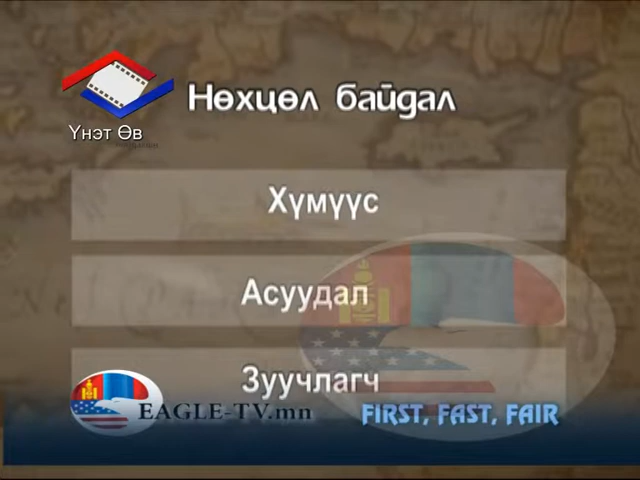 Нөхцөл байдал
Үнэт Өв
Хүмүүс
Асуудал
Зуучлагч
EAGLE-TV.mn
FIRST, FAST, FAIR